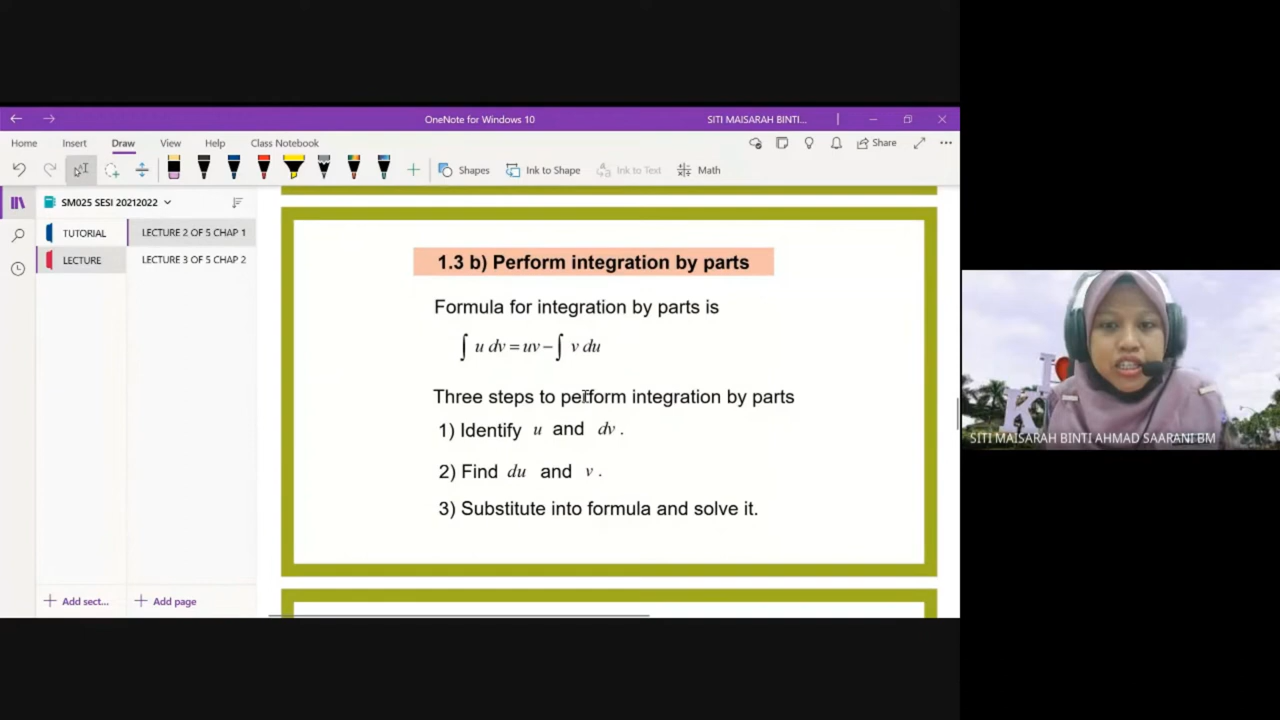 OneNote for Windows 10
SITI MAISARAH BINTI...
Home
Insert
Draw
View
Help
Class Notebook
Share
Shapes
Ink to Shape
Ink to Text
Math
SM025 SESI 20212022
TUTORIAL
LECTURE 2 OF 5 CHAP 1
LECTURE
LECTURE 3 OF 5 CHAP 2
1.3 b) Perform integration by parts
Formula for integration by parts is
∫ u dv = uv − ∫ v du
Three steps to perform integration by parts
1) Identify u and dv .
2) Find du and v .
3) Substitute into formula and solve it.
Add sect...
Add page
I
K
SITI MAISARAH BINTI AHMAD SAARANI BM